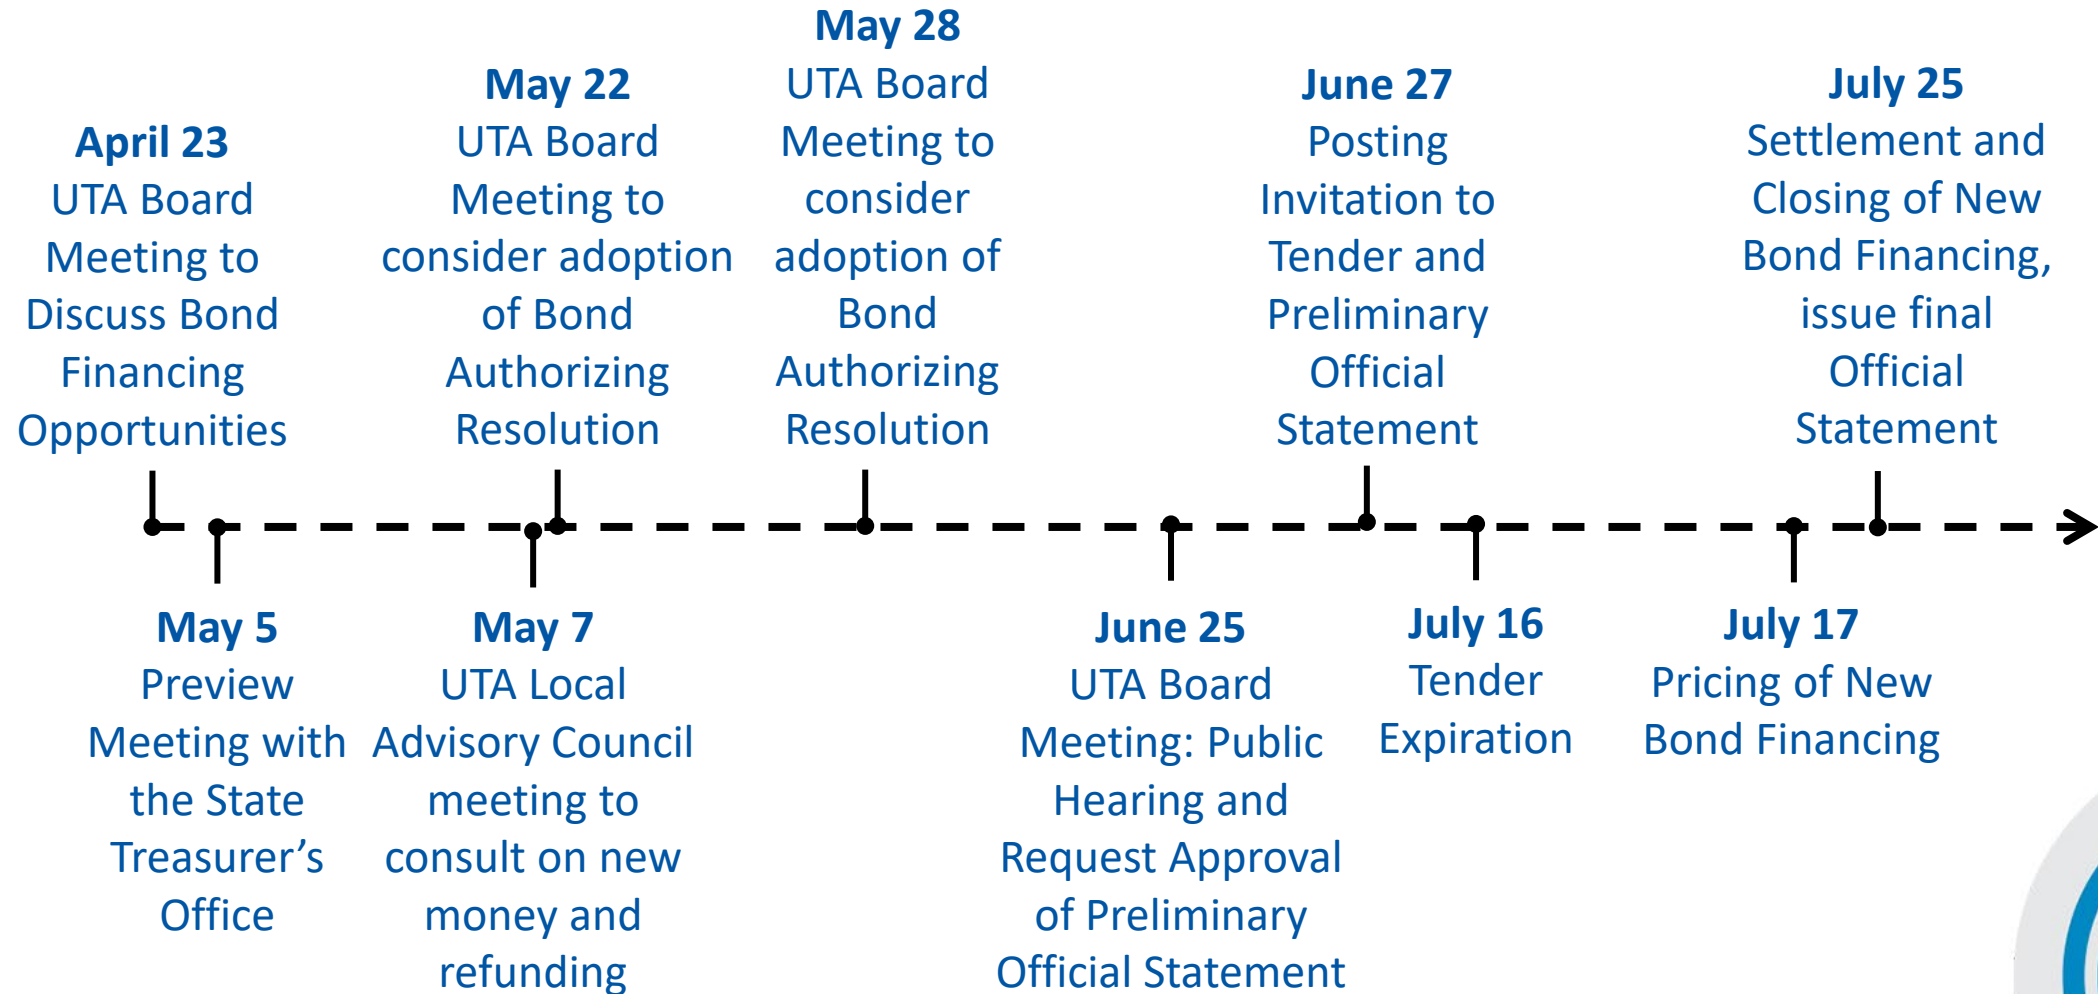 April 23
UTA Board
Meeting to
Discuss Bond
Financing
Opportunities
May 22
UTA Board
Meeting to
consider adoption
of Bond
Authorizing
Resolution
May 28
UTA Board
Meeting to
consider
adoption of
Bond
Authorizing
Resolution
June 27
Posting
Invitation to
Tender and
Preliminary
Official
Statement
July 25
Settlement and
Closing of New
Bond Financing,
issue final
Official
Statement
May 5
Preview
Meeting with
the State
Treasurer’s
Office
May 7
UTA Local
Advisory Council
meeting to
consult on new
money and
refunding
June 25
UTA Board
Meeting: Public
Hearing and
Request Approval
of Preliminary
Official Statement
July 16
Tender
Expiration
July 17
Pricing of New
Bond Financing